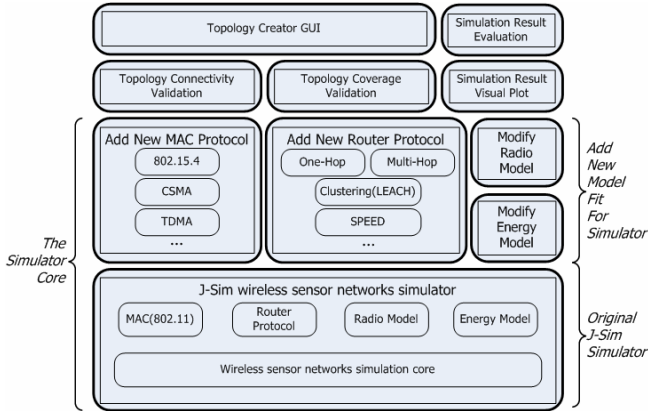 Topology Creator GUI
Simulation Result
Evaluation
Topology Connectivity
Validation
Topology Coverage
Validation
Simulation Result
Visual Plot
Add New MAC Protocol
802.15.4
CSMA
TDMA
...
Add New Router Protocol
One-Hop
Multi-Hop
Clustering(LEACH)
SPEED
...
Modify
Radio
Model
Modify
Energy
Model
Add
New
Model
Fit
For
Simulator
The
Simulator
Core
J-Sim wireless sensor networks simulator
MAC(802.11)
Router
Protocol
Radio Model
Energy Model
Wireless sensor networks simulation core
Original
J-Sim
Simulator